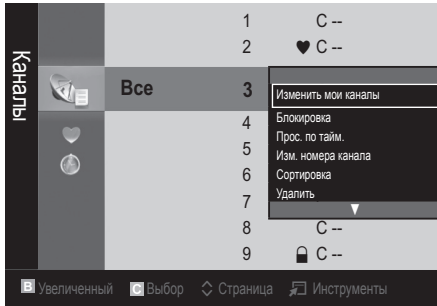 Каналы
1 C --
2 ♥ C --
Все 3
Изменить мои каналы
4
Блокировка
Прос. по тайм.
5
Изм. номера канала
6
Сортировка
7
Удалить
▼
8 C --
9 C --
B Увеличенный C Выбор Страница Инструменты